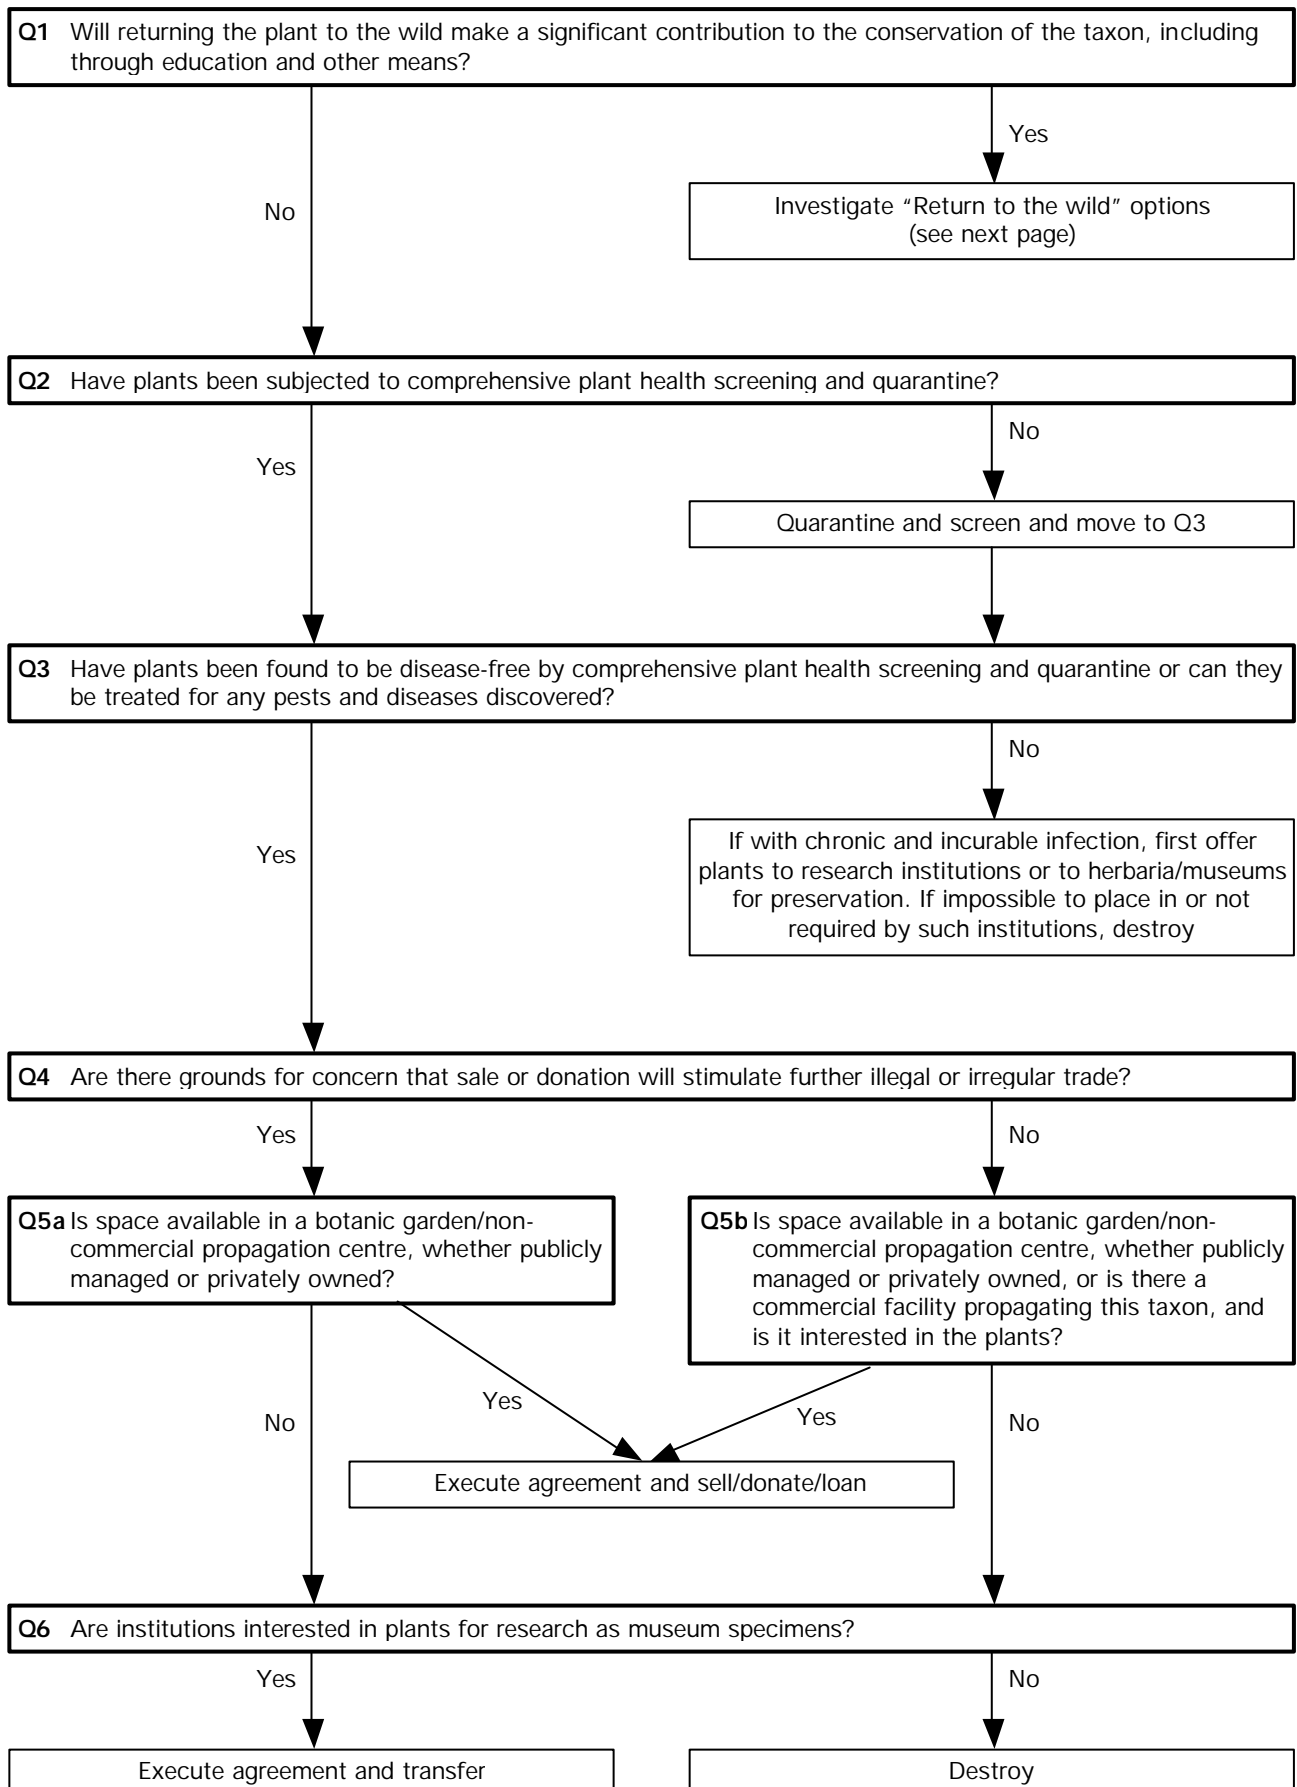 Q1 Will returning the plant to the wild make a significant contribution to the conservation of the taxon, including
through education and other means?
Yes
No
Investigate “Return to the wild” options
(see next page)
Q2 Have plants been subjected to comprehensive plant health screening and quarantine?
No
Yes
Quarantine and screen and move to Q3
Q3 Have plants been found to be disease-free by comprehensive plant health screening and quarantine or can they
be treated for any pests and diseases discovered?
No
Yes
If with chronic and incurable infection, first offer
plants to research institutions or to herbaria/museums
for preservation. If impossible to place in or not
required by such institutions, destroy
Q4 Are there grounds for concern that sale or donation will stimulate further illegal or irregular trade?
Yes
No
Q5a Is space available in a botanic garden/non-
commercial propagation centre, whether publicly
managed or privately owned?
Q5b Is space available in a botanic garden/non-
commercial propagation centre, whether publicly
managed or privately owned, or is there a
commercial facility propagating this taxon, and
is it interested in the plants?
No
Yes
Yes
No
Execute agreement and sell/donate/loan
Q6 Are institutions interested in plants for research as museum specimens?
Yes
No
Execute agreement and transfer
Destroy